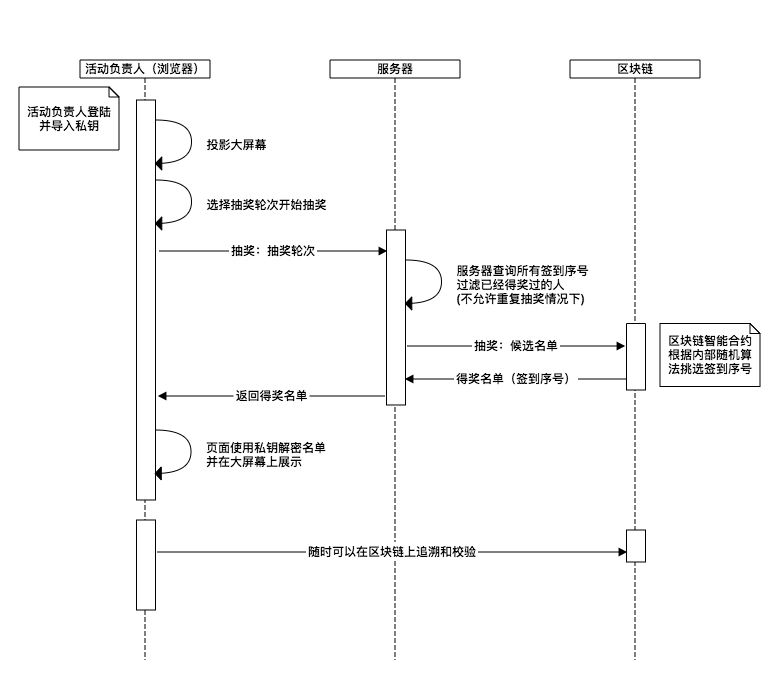 活动负责人（浏览器）
服务器
区块链
活动负责人登陆
并导入私钥
投影大屏幕
选择抽奖轮次开始抽奖
抽奖：抽奖轮次
服务器查询所有签到序号
过滤已经得奖过的人
(不允许重复抽奖情况下)
抽奖：候选名单
区块链智能合约
根据内部随机算
法挑选签到序号
得奖名单（签到序号）
返回得奖名单
页面使用私钥解密名单
并在大屏幕上展示
随时可以在区块链上追溯和校验